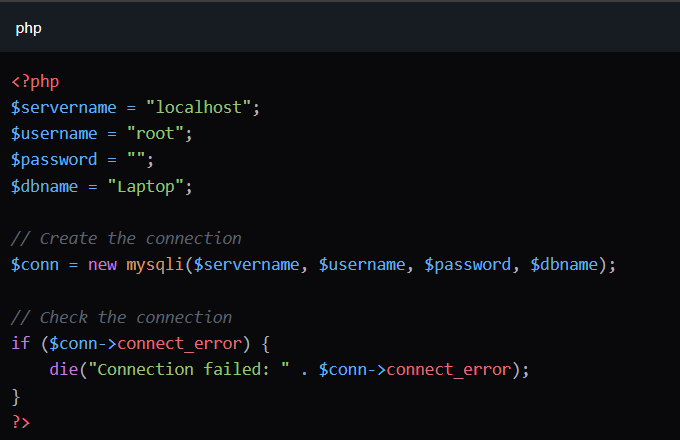 php
<?php
$servername = "localhost";
$username = "root";
$password = "";
$dbname = "Laptop";
// Create the connection
$conn = new mysqli($servername, $username, $password, $dbname);
// Check the connection
if ($conn->connect_error) {
    die("Connection failed: " . $conn->connect_error);
}
?>